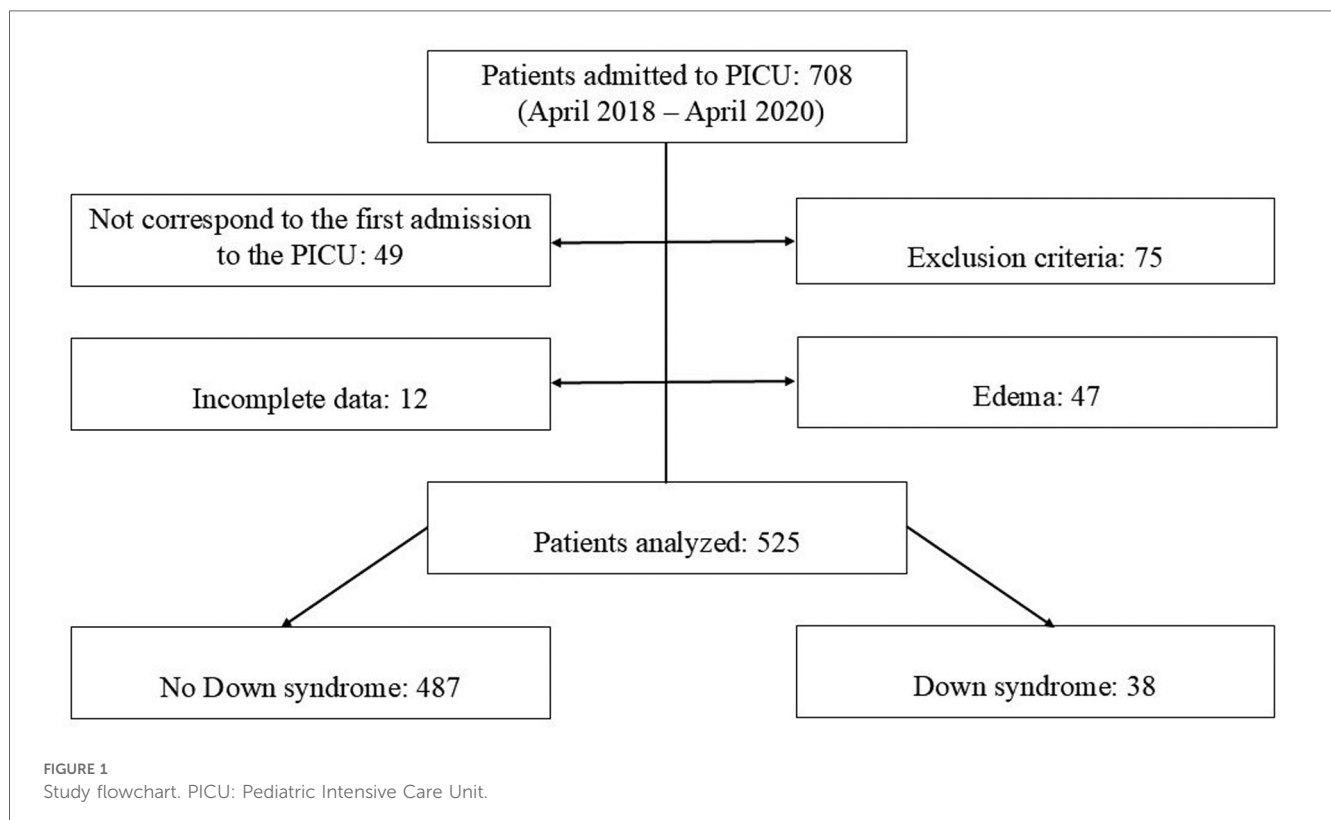 Patients admitted to PICU: 708
(April 2018 – April 2020)
Not correspond to the first admission
to the PICU: 49
Exclusion criteria: 75
Incomplete data: 12
Edema: 47
Patients analyzed: 525
No Down syndrome: 487
Down syndrome: 38
FIGURE 1
Study flowchart. PICU: Pediatric Intensive Care Unit.